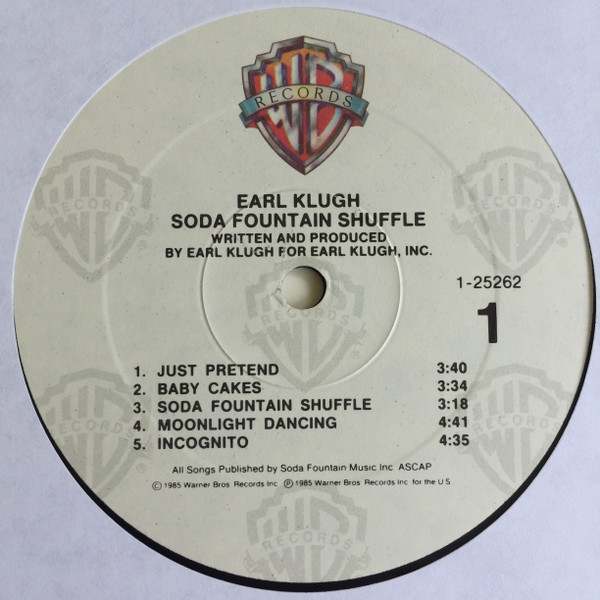 WB
RECORDS
EARL KLUGH
SODA FOUNTAIN SHUFFLE
WRITTEN AND PRODUCED
BY EARL KLUGH FOR EARL KLUGH, INC.
1-25262
1
1. JUST PRETEND 3:40
2. BABY CAKES 3:34
3. SODA FOUNTAIN SHUFFLE 3:18
4. MOONLIGHT DANCING 4:41
5. INCOGNITO 4:35
All Songs Published by Soda Fountain Music Inc ASCAP
© 1985 Warner Bros Records Inc ℗ 1985 Warner Bros Records Inc for the U S